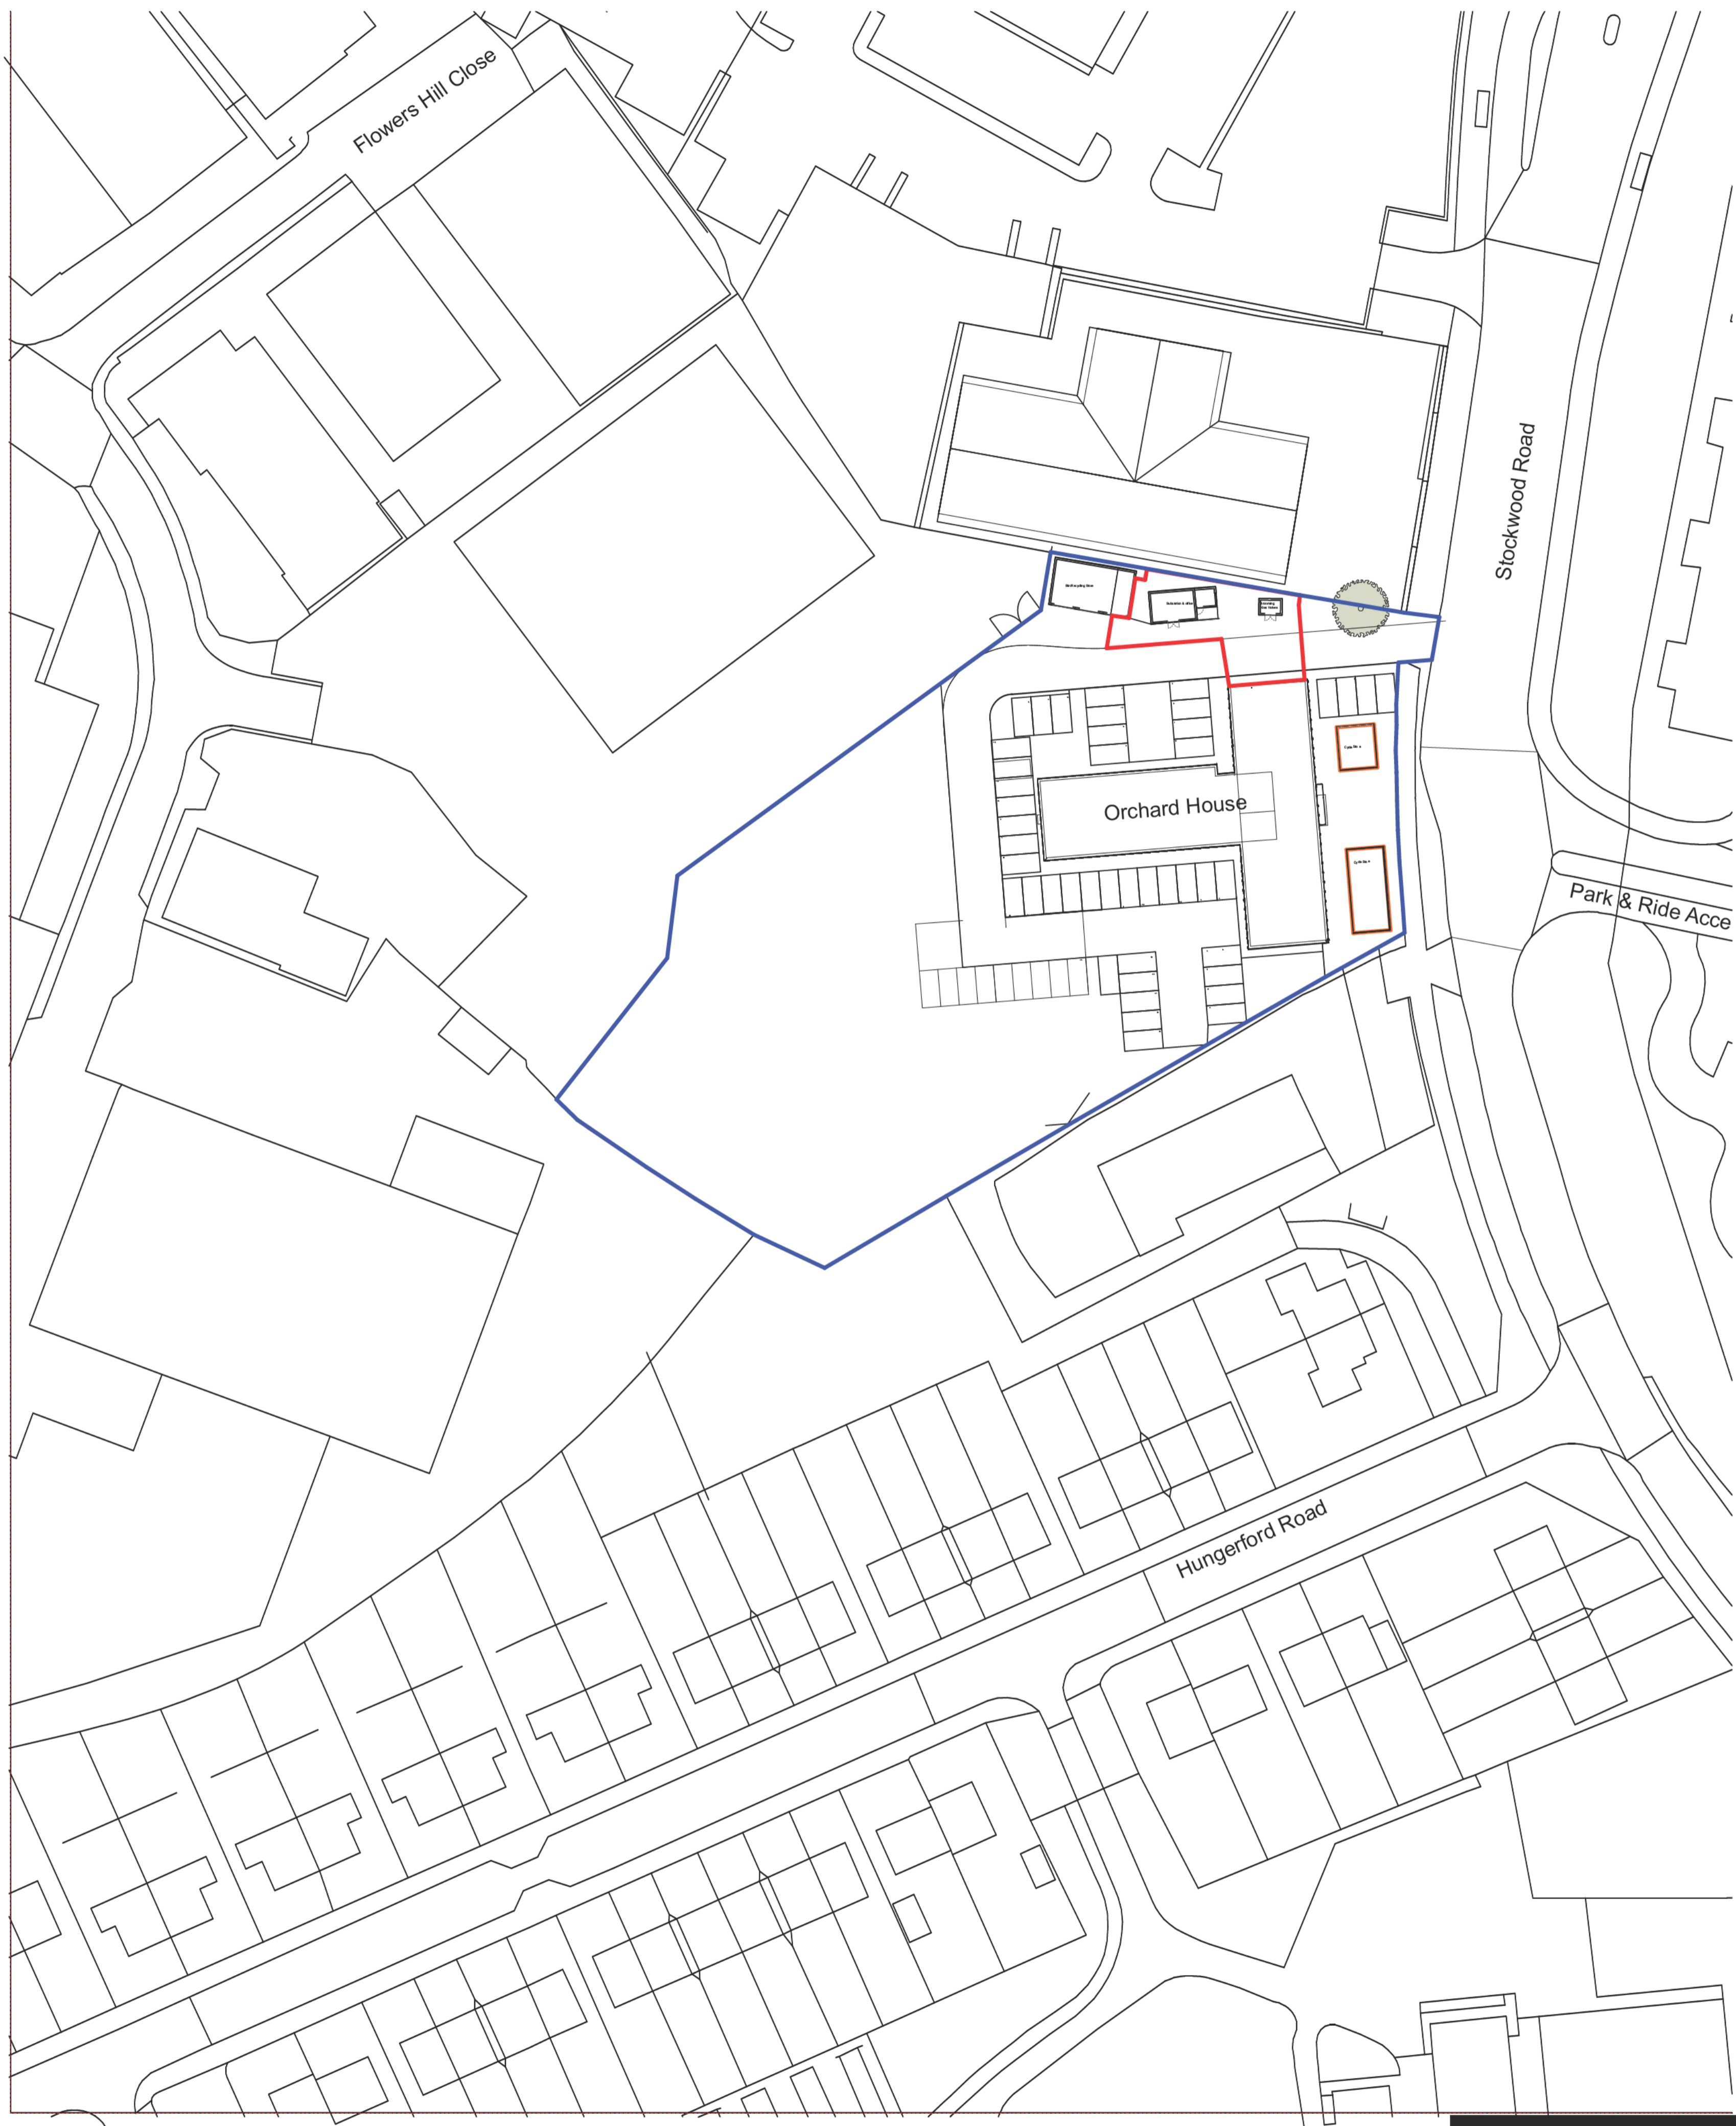 Flowers Hill Close
Stockwood Road
Orchard House
Park & Ride Acce
Hungerford Road